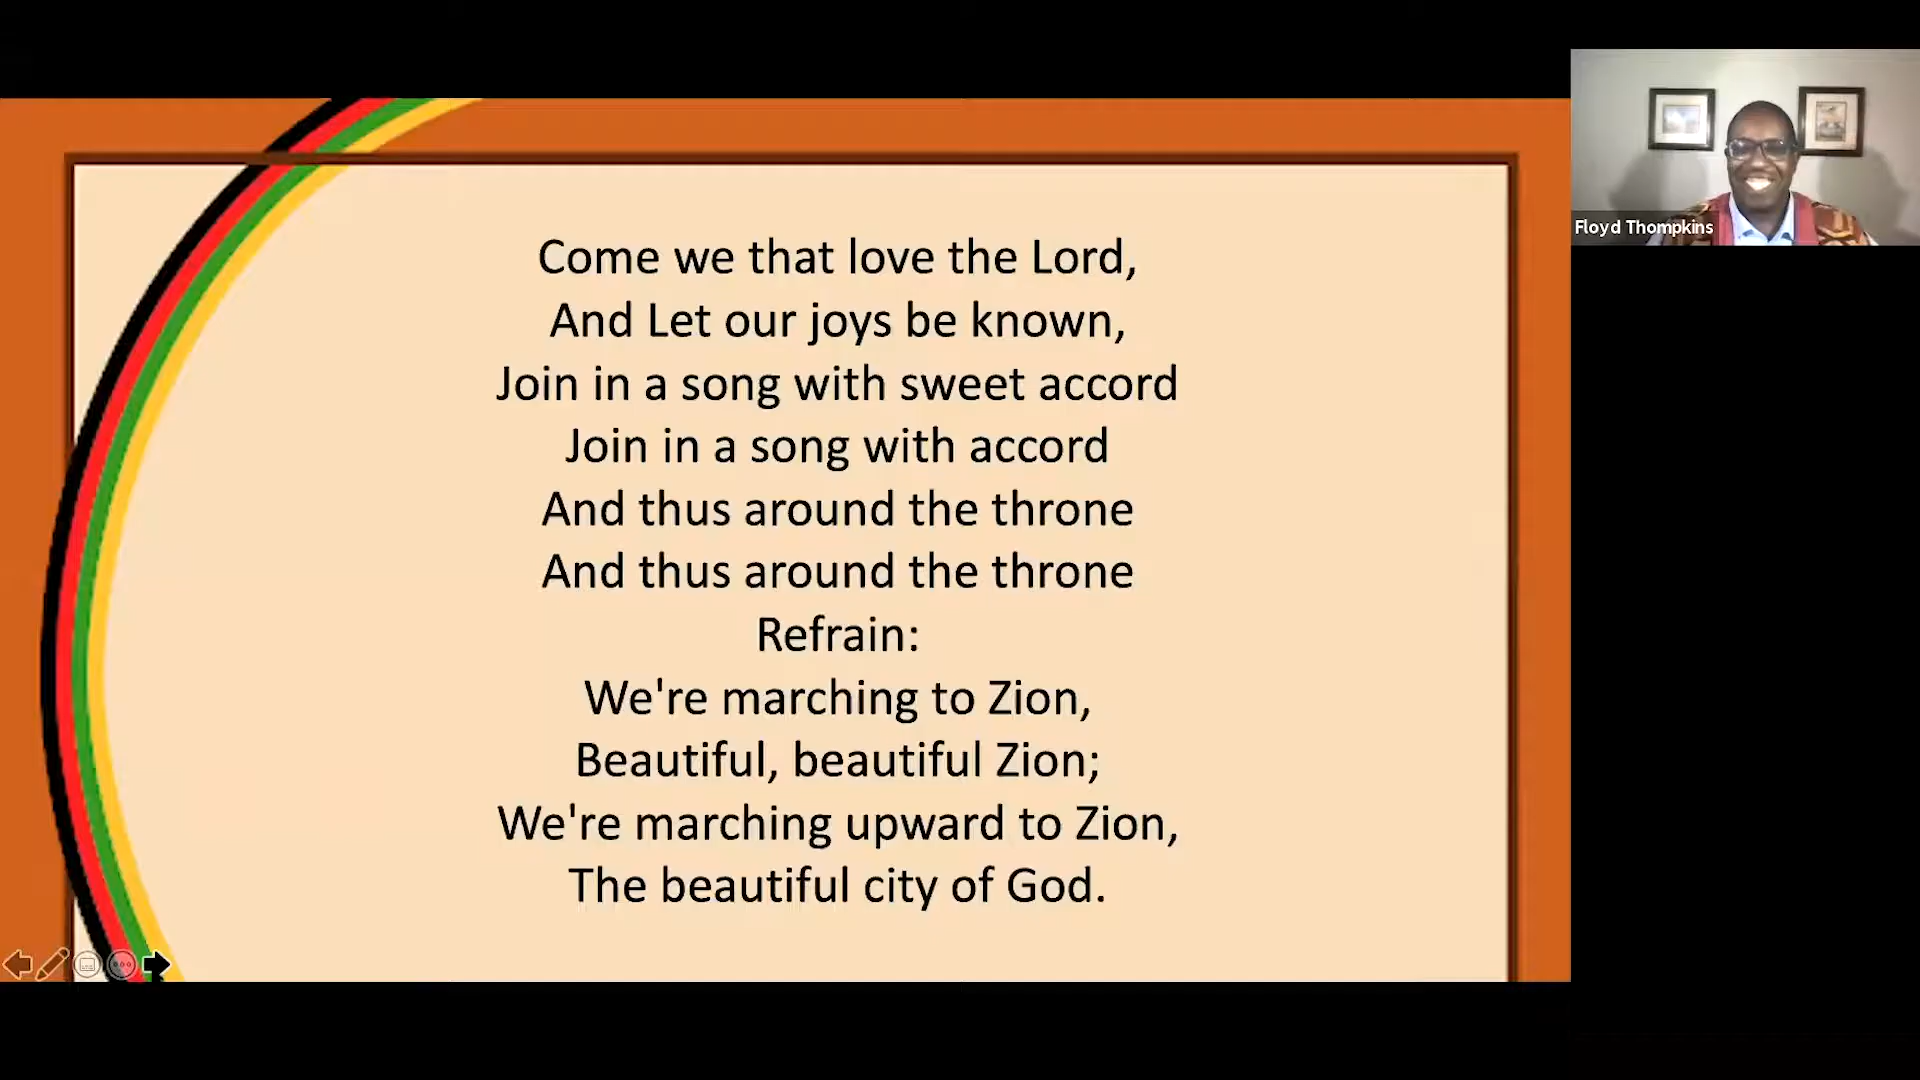 Come we that love the Lord,
And Let our joys be known,
Join in a song with sweet accord
Join in a song with accord
And thus around the throne
And thus around the throne
Refrain:
We're marching to Zion,
Beautiful, beautiful Zion;
We're marching upward to Zion,
The beautiful city of God.
Floyd Thompkins